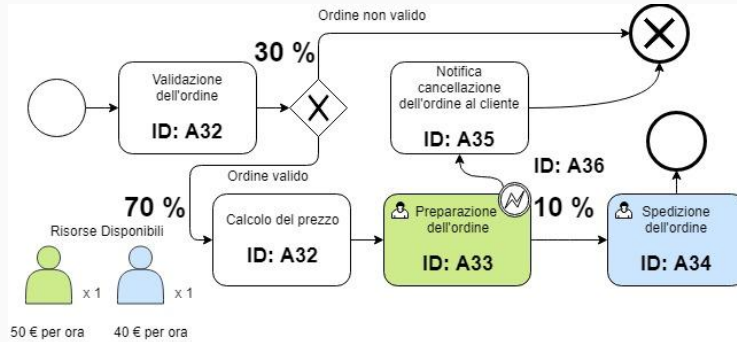 Ordine non valido
30 %
Validazione
dell'ordine
ID: A32
Notifica
cancellazione
dell'ordine al cliente
ID: A35
Ordine valido
ID: A36
70 %
Calcolo del prezzo
ID: A32
Preparazione
dell'ordine
ID: A33
10 %
Spedizione
dell'ordine
ID: A34
Risorse Disponibili
x 1
x 1
50 € per ora
40 € per ora